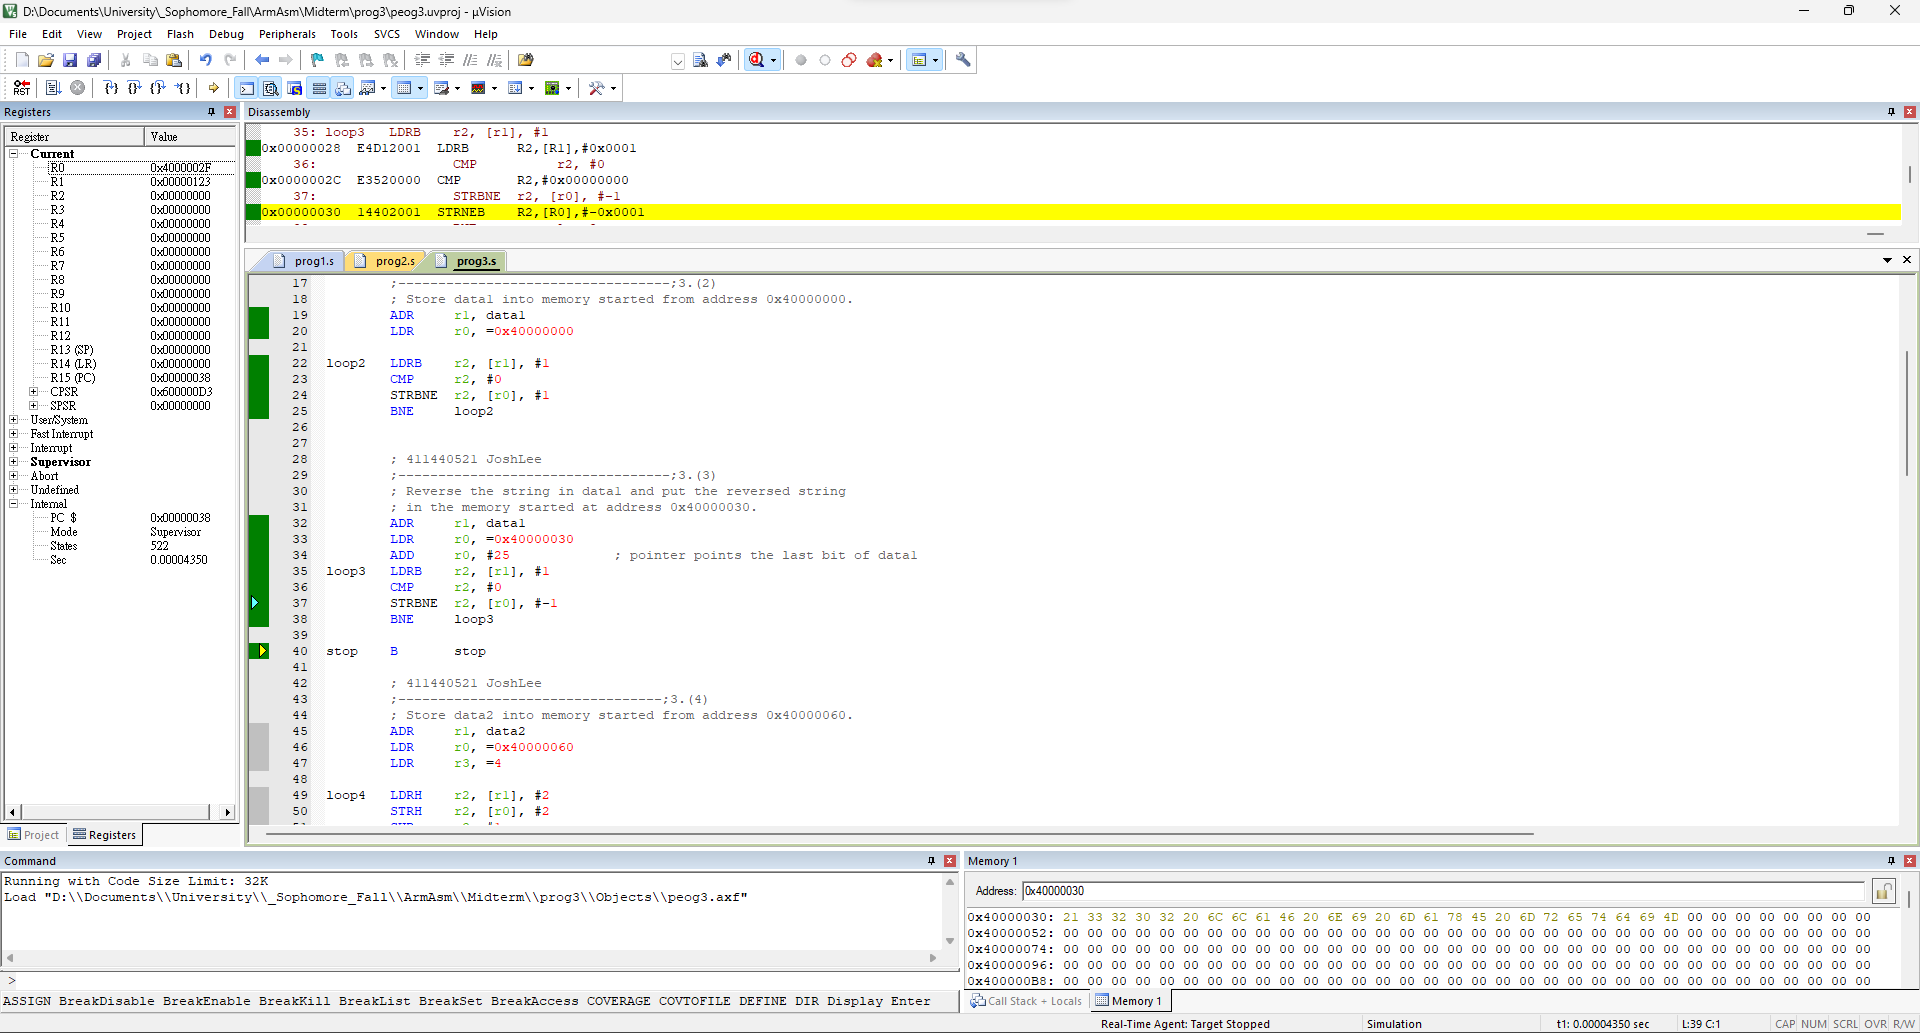 D:\Documents\University\_Sophomore_Fall\ArmAsm\Midterm\prog3\peog3.uvproj - µVision
File Edit View Project Flash Debug Peripherals Tools SVCS Window Help
Registers
Register Value
Current
R0 0x4000002F
R1 0x00000123
R2 0x00000000
R3 0x00000000
R4 0x00000000
R5 0x00000000
R6 0x00000000
R7 0x00000000
R8 0x00000000
R9 0x00000000
R10 0x00000000
R11 0x00000000
R12 0x00000000
R13 (SP) 0x00000000
R14 (LR) 0x00000000
R15 (PC) 0x00000038
CPSR 0x600000D3
SPSR 0x00000000
User/System
Fast Interrupt
Interrupt
Supervisor
Abort
Undefined
Internal
PC $ 0x00000038
Mode Supervisor
States 522
Sec 0.00004350
Project Registers
Disassembly
35: loop3 LDRB r2, [r1], #1
0x00000028 E4D12001 LDRB R2,[R1],#0x0001
36: CMP r2, #0
0x0000002C E3520000 CMP R2,#0x00000000
37: STRBNE r2, [r0], #-1
0x00000030 14402001 STRNEB R2,[R0],#-0x0001
prog1.s prog2.s prog3.s
17 ;----------------------------------;3.(2)
18 ; Store data1 into memory started from address 0x40000000.
19 ADR r1, data1
20 LDR r0, =0x40000000
21
22 loop2 LDRB r2, [r1], #1
23 CMP r2, #0
24 STRBNE r2, [r0], #1
25 BNE loop2
26
27
28 ; 411440521 JoshLee
29 ;----------------------------------;3.(3)
30 ; Reverse the string in data1 and put the reversed string
31 ; in the memory started at address 0x40000030.
32 ADR r1, data1
33 LDR r0, =0x40000030
34 ADD r0, #25 ; pointer points the last bit of data1
35 loop3 LDRB r2, [r1], #1
36 CMP r2, #0
37 STRBNE r2, [r0], #-1
38 BNE loop3
39
40 stop B stop
41
42 ; 411440521 JoshLee
43 ;---------------------------------;3.(4)
44 ; Store data2 into memory started from address 0x40000060.
45 ADR r1, data2
46 LDR r0, =0x40000060
47 LDR r3, =4
48
49 loop4 LDRH r2, [r1], #2
50 STRH r2, [r0], #2
Command
Running with Code Size Limit: 32K
Load "D:\\Documents\\University\\_Sophomore_Fall\\ArmAsm\\Midterm\\prog3\\Objects\\peog3.axf"
>
ASSIGN BreakDisable BreakEnable BreakKill BreakList BreakSet BreakAccess COVERAGE COVTOFILE DEFINE DIR Display Enter
Memory 1
Address: 0x40000030
0x40000030: 21 33 32 30 32 20 6C 6C 61 46 20 6E 69 20 6D 61 78 45 20 6D 72 65 74 64 69 4D 00 00 00 00 00 00 00 00
0x40000052: 00 00 00 00 00 00 00 00 00 00 00 00 00 00 00 00 00 00 00 00 00 00 00 00 00 00 00 00 00 00 00 00 00 00
0x40000074: 00 00 00 00 00 00 00 00 00 00 00 00 00 00 00 00 00 00 00 00 00 00 00 00 00 00 00 00 00 00 00 00 00 00
0x40000096: 00 00 00 00 00 00 00 00 00 00 00 00 00 00 00 00 00 00 00 00 00 00 00 00 00 00 00 00 00 00 00 00 00 00
0x400000B8: 00 00 00 00 00 00 00 00 00 00 00 00 00 00 00 00 00 00 00 00 00 00 00 00 00 00 00 00 00 00 00 00 00 00
Call Stack + Locals Memory 1
Real-Time Agent: Target Stopped Simulation t1: 0.00004350 sec L:39 C:1 CAP NUM SCRL OVR R/W